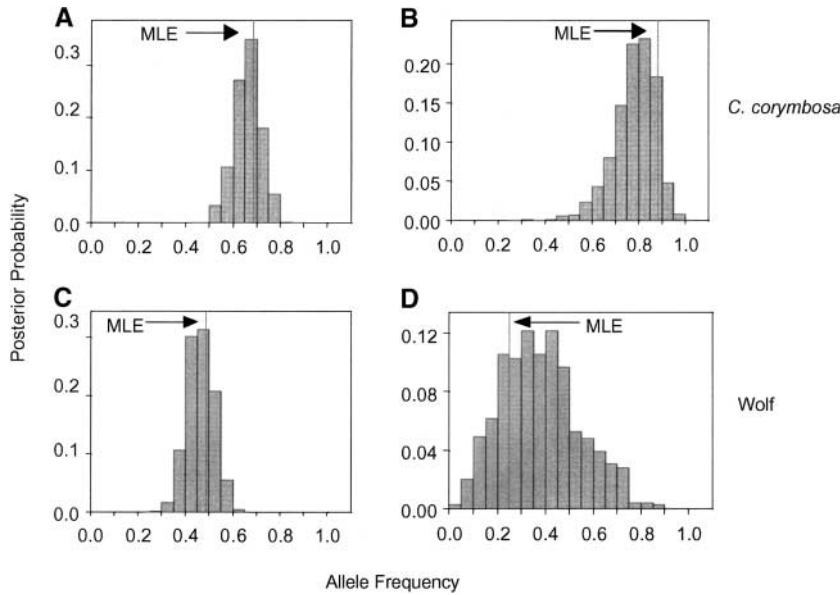 A
MLE
0.3
0.2
0.1
0.0
0.0 0.2 0.4 0.6 0.8 1.0
B
MLE
0.20
0.15
0.10
0.05
0.00
0.0 0.2 0.4 0.6 0.8 1.0
C. corymbosa
Posterior Probability
C
MLE
0.3
0.2
0.1
0.0
0.0 0.2 0.4 0.6 0.8 1.0
D
MLE
0.12
0.08
0.04
0.00
0.0 0.2 0.4 0.6 0.8 1.0
Wolf
Allele Frequency